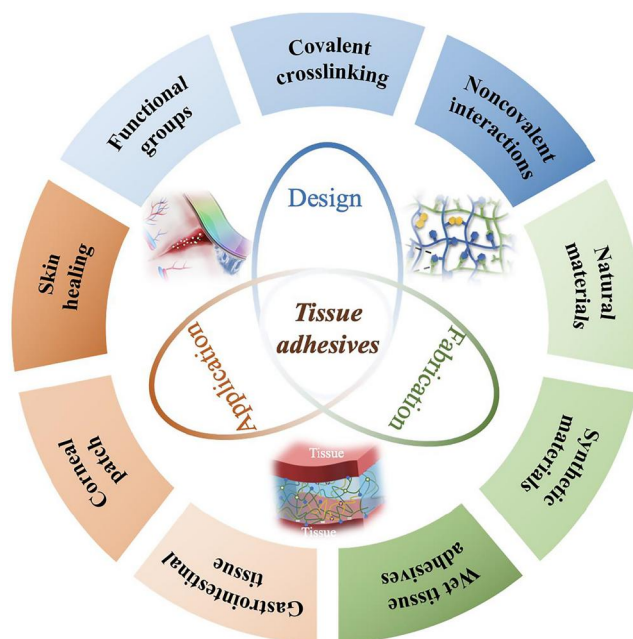 Covalent
crosslinking
Noncovalent
interactions
Natural
materials
Synthetic
materials
Wet tissue
adhesives
Gastrointestinal
tissue
Corneal
patch
Skin
healing
Functional
groups
Design
Fabrication
Application
Tissue
adhesives
Tissue
Tissue